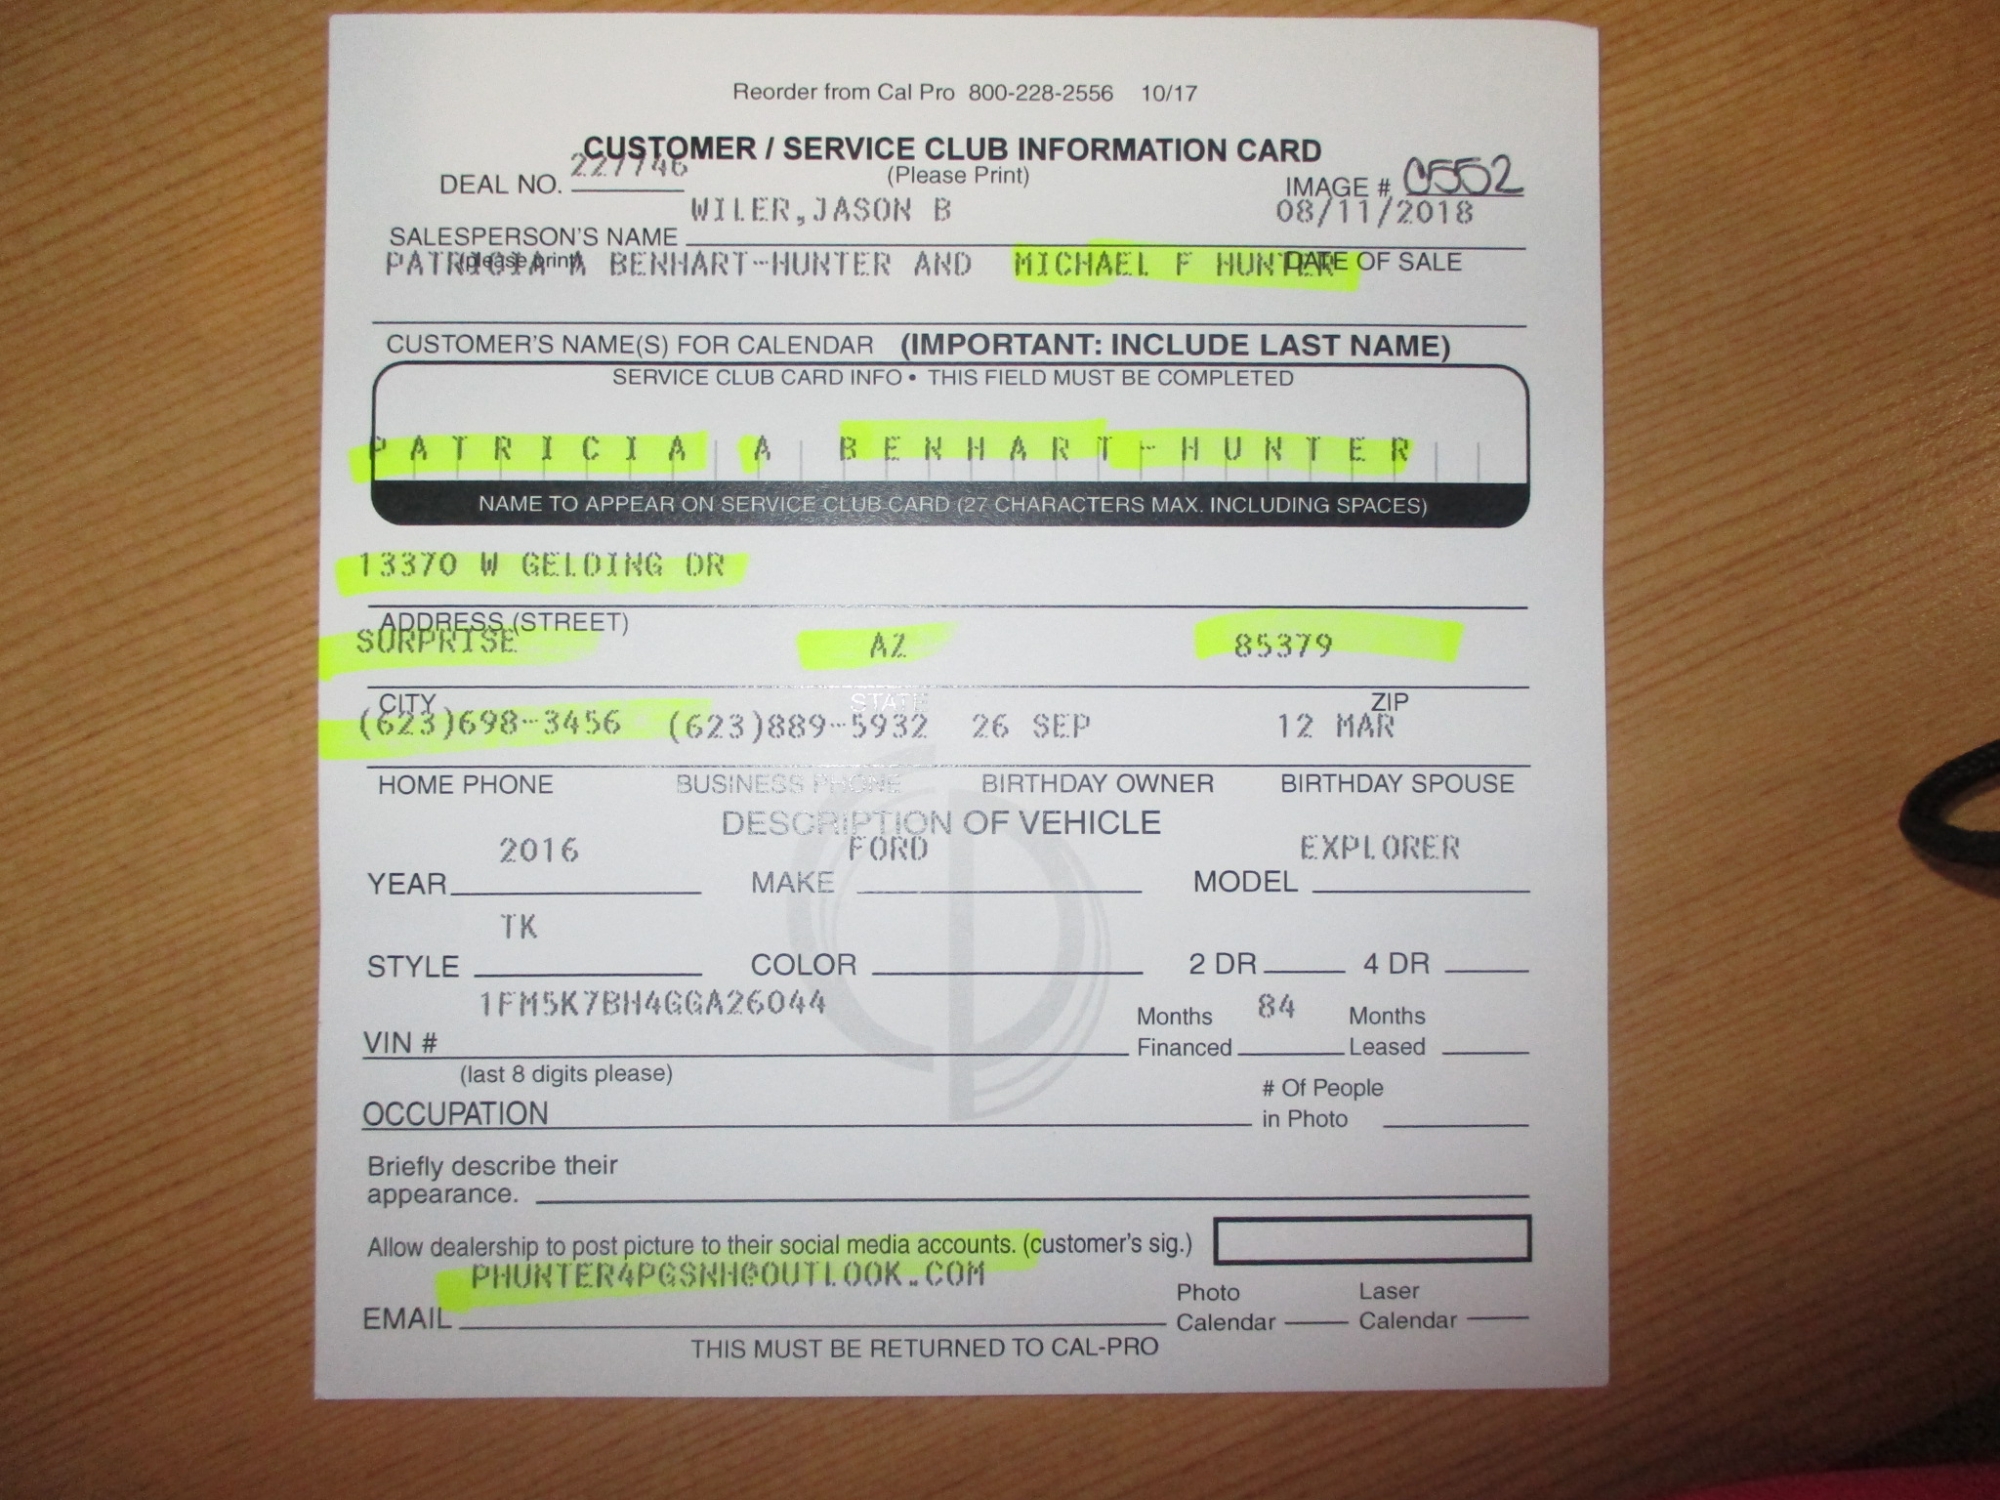 Reorder from Cal Pro 800-228-2556 10/17
CUSTOMER / SERVICE CLUB INFORMATION CARD
(Please Print)
DEAL NO. 227746
IMAGE # 0552
WILER,JASON B
08/11/2018
SALESPERSON'S NAME
(please print)
DATE OF SALE
PATRICIA A BENHART-HUNTER AND MICHAEL F HUNTER
CUSTOMER'S NAME(S) FOR CALENDAR (IMPORTANT: INCLUDE LAST NAME)
SERVICE CLUB CARD INFO • THIS FIELD MUST BE COMPLETED
PATRICIA A BENHART-HUNTER
NAME TO APPEAR ON SERVICE CLUB CARD (27 CHARACTERS MAX. INCLUDING SPACES)
13370 W GELDING DR
ADDRESS (STREET)
SURPRISE AZ 85379
CITY STATE ZIP
(623)698-3456 (623)889-5932 26 SEP 12 MAR
HOME PHONE BUSINESS PHONE BIRTHDAY OWNER BIRTHDAY SPOUSE
DESCRIPTION OF VEHICLE
2016 FORD EXPLORER
YEAR MAKE MODEL
TK
STYLE COLOR 2 DR 4 DR
1FM5K7BH4GGA26044
Months Financed 84 Months Leased
VIN #
(last 8 digits please)
# Of People
OCCUPATION
in Photo
Briefly describe their
appearance.
Allow dealership to post picture to their social media accounts. (customer's sig.)
PHUNTER4PGSNH@OUTLOOK.COM
Photo Calendar Laser Calendar
EMAIL
THIS MUST BE RETURNED TO CAL-PRO